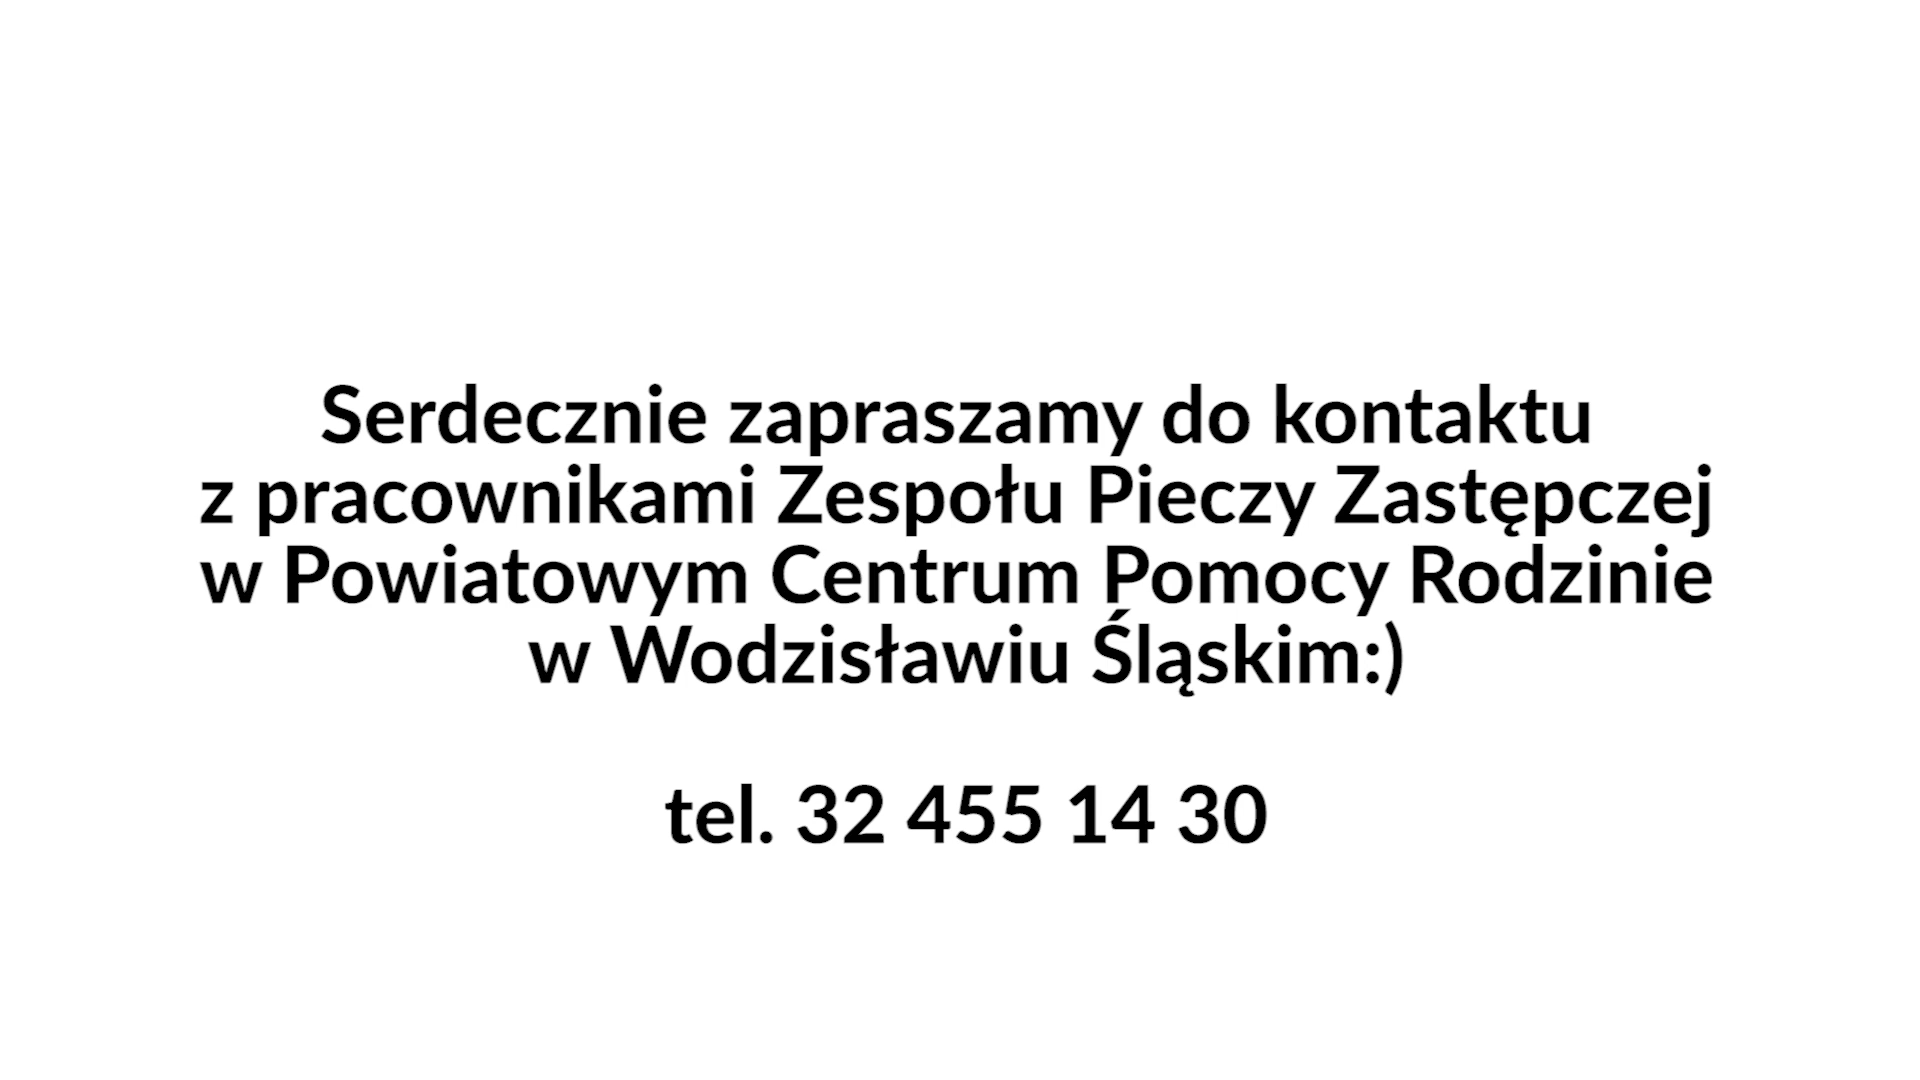 Serdecznie zapraszamy do kontaktu
z pracownikami Zespołu Pieczy Zastępczej
w Powiatowym Centrum Pomocy Rodzinie
w Wodzisławiu Śląskim:)
tel. 32 455 14 30